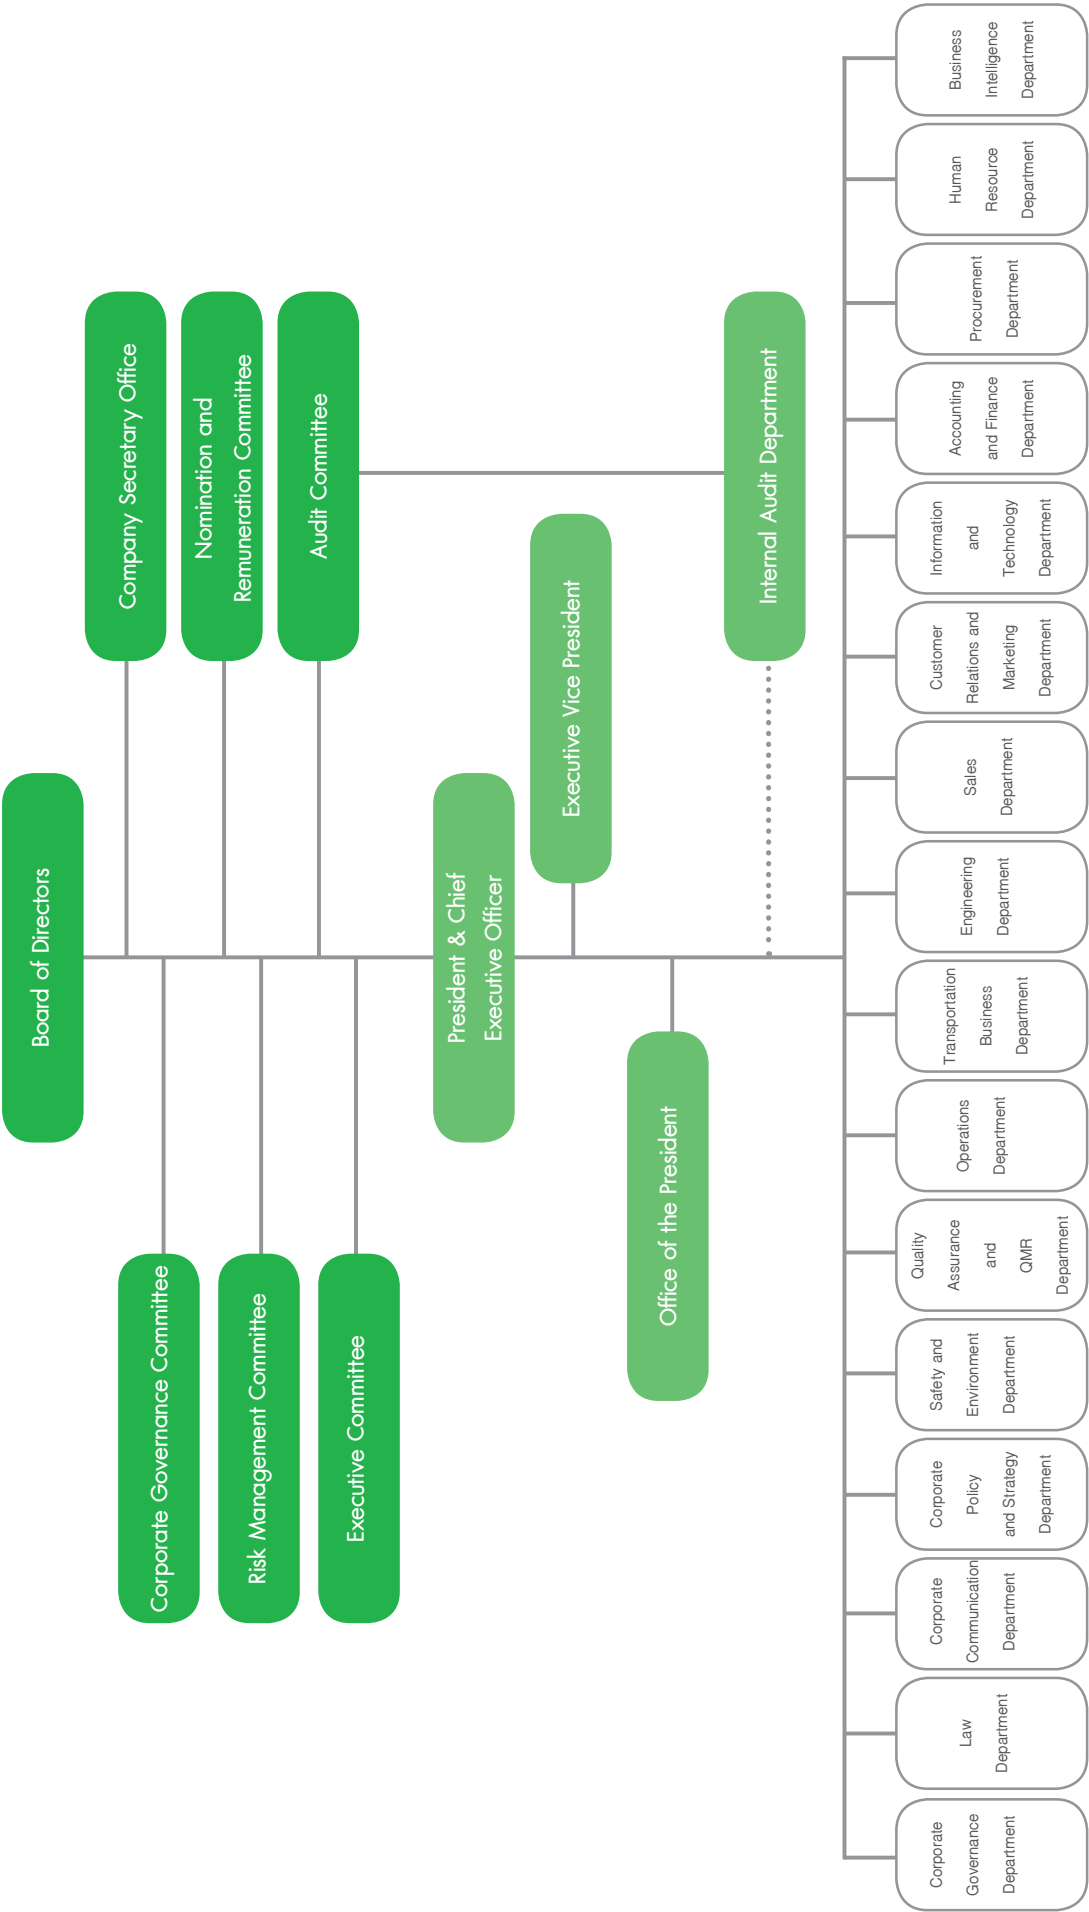 Board of Directors
Corporate Governance Committee
Risk Management Committee
Executive Committee
Company Secretary Office
Nomination and
Remuneration Committee
Audit Committee
President & Chief
Executive Officer
Executive Vice President
Office of the President
Internal Audit Department
Corporate
Governance
Department
Law
Department
Corporate
Communication
Department
Corporate
Policy
and Strategy
Department
Safety and
Environment
Department
Quality
Assurance
and
QMR
Department
Operations
Department
Transportation
Business
Department
Engineering
Department
Sales
Department
Customer
Relations and
Marketing
Department
Information
and
Technology
Department
Accounting
and Finance
Department
Procurement
Department
Human
Resource
Department
Business
Intelligence
Department